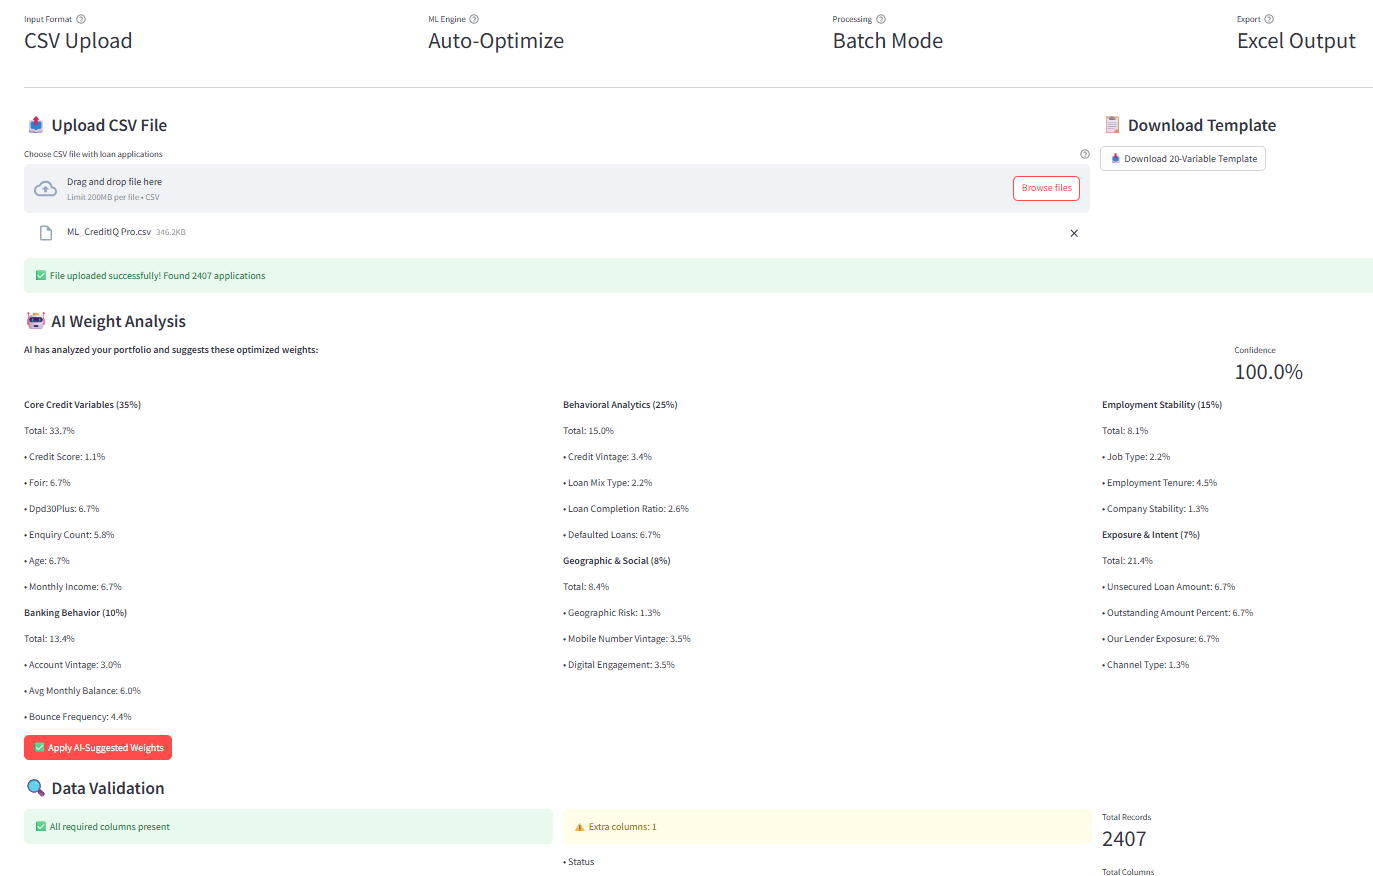 Input Format
CSV Upload
ML Engine
Auto-Optimize
Processing
Batch Mode
Export
Excel Output
Upload CSV File
Choose CSV file with loan applications
Drag and drop file here
Limit 200MB per file • CSV
Browse files
ML_CreditIQ Pro.csv 346.2KB
Download Template
Download 20-Variable Template
File uploaded successfully! Found 2407 applications
AI Weight Analysis
AI has analyzed your portfolio and suggests these optimized weights:
Confidence
100.0%
Core Credit Variables (35%)
Total: 33.7%
• Credit Score: 1.1%
• Foir: 6.7%
• Dpd30Plus: 6.7%
• Enquiry Count: 5.8%
• Age: 6.7%
• Monthly Income: 6.7%
Banking Behavior (10%)
Total: 13.4%
• Account Vintage: 3.0%
• Avg Monthly Balance: 6.0%
• Bounce Frequency: 4.4%
Behavioral Analytics (25%)
Total: 15.0%
• Credit Vintage: 3.4%
• Loan Mix Type: 2.2%
• Loan Completion Ratio: 2.6%
• Defaulted Loans: 6.7%
Geographic & Social (8%)
Total: 8.4%
• Geographic Risk: 1.3%
• Mobile Number Vintage: 3.5%
• Digital Engagement: 3.5%
Employment Stability (15%)
Total: 8.1%
• Job Type: 2.2%
• Employment Tenure: 4.5%
• Company Stability: 1.3%
Exposure & Intent (7%)
Total: 21.4%
• Unsecured Loan Amount: 6.7%
• Outstanding Amount Percent: 6.7%
• Our Lender Exposure: 6.7%
• Channel Type: 1.3%
Apply AI-Suggested Weights
Data Validation
All required columns present
Extra columns: 1
• Status
Total Records
2407
Total Columns